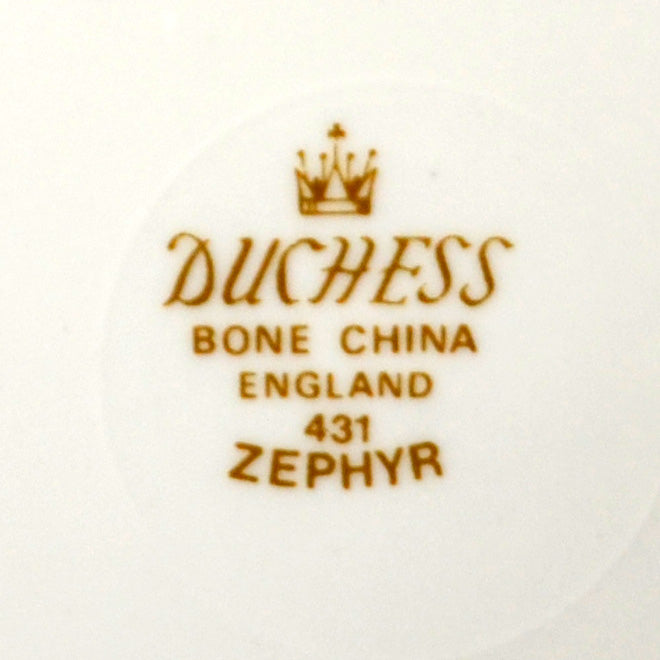 DUCHESS
BONE CHINA
ENGLAND
431
ZEPHYR